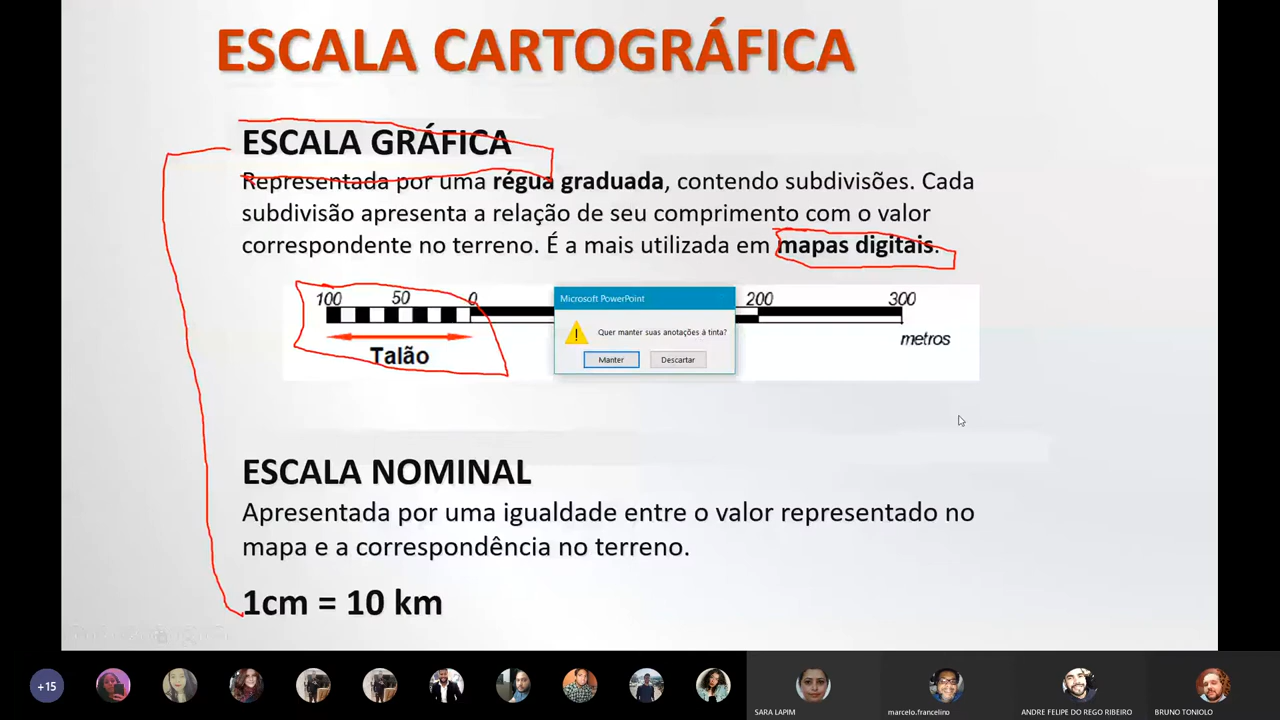 ESCALA CARTOGRÁFICA
ESCALA GRÁFICA
Representada por uma régua graduada, contendo subdivisões. Cada
subdivisão apresenta a relação de seu comprimento com o valor
correspondente no terreno. É a mais utilizada em mapas digitais.
100 50 0 200 300
metros
Talão
Microsoft PowerPoint
Quer manter suas anotações à tinta?
Manter Descartar
ESCALA NOMINAL
Apresentada por uma igualdade entre o valor representado no
mapa e a correspondência no terreno.
1cm = 10 km
+15
SARA LAPIM
marcelo.francelino
ANDRE FELIPE DO REGO RIBEIRO
BRUNO TONIOLO